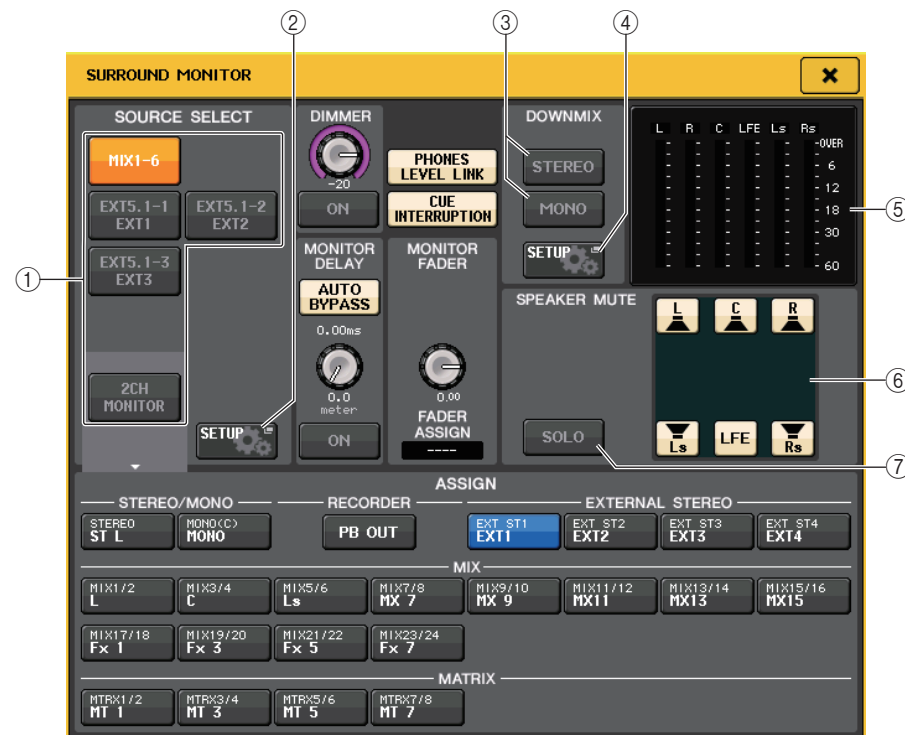 ② ③ ④
SURROUND MONITOR
SOURCE SELECT
MIX1-6
EXT5.1-1
EXT1
EXT5.1-2
EXT2
EXT5.1-3
EXT3
2CH
MONITOR
SETUP
①
DIMMER
-20
ON
PHONES
LEVEL LINK
CUE
INTERRUPTION
MONITOR
DELAY
AUTO
BYPASS
0.00ms
0.0
meter
ON
MONITOR
FADER
0.00
FADER
ASSIGN
----
DOWNMIX
STEREO
MONO
SETUP
L R C LFE Ls Rs
OVER
6
12
18
30
60
⑤
SPEAKER MUTE
L C R
Ls LFE Rs
⑥
SOLO
⑦
ASSIGN
STEREO/MONO RECORDER EXTERNAL STEREO
STEREO
ST L
MONO(C)
MONO
PB OUT
EXT ST1
EXT1
EXT ST2
EXT2
EXT ST3
EXT3
EXT ST4
EXT4
MIX
MIX1/2
L
MIX3/4
C
MIX5/6
Ls
MIX7/8
MX 7
MIX9/10
MX 9
MIX11/12
MX11
MIX13/14
MX13
MIX15/16
MX15
MIX17/18
Fx 1
MIX19/20
Fx 3
MIX21/22
Fx 5
MIX23/24
Fx 7
MATRIX
MTRX1/2
MT 1
MTRX3/4
MT 3
MTRX5/6
MT 5
MTRX7/8
MT 7